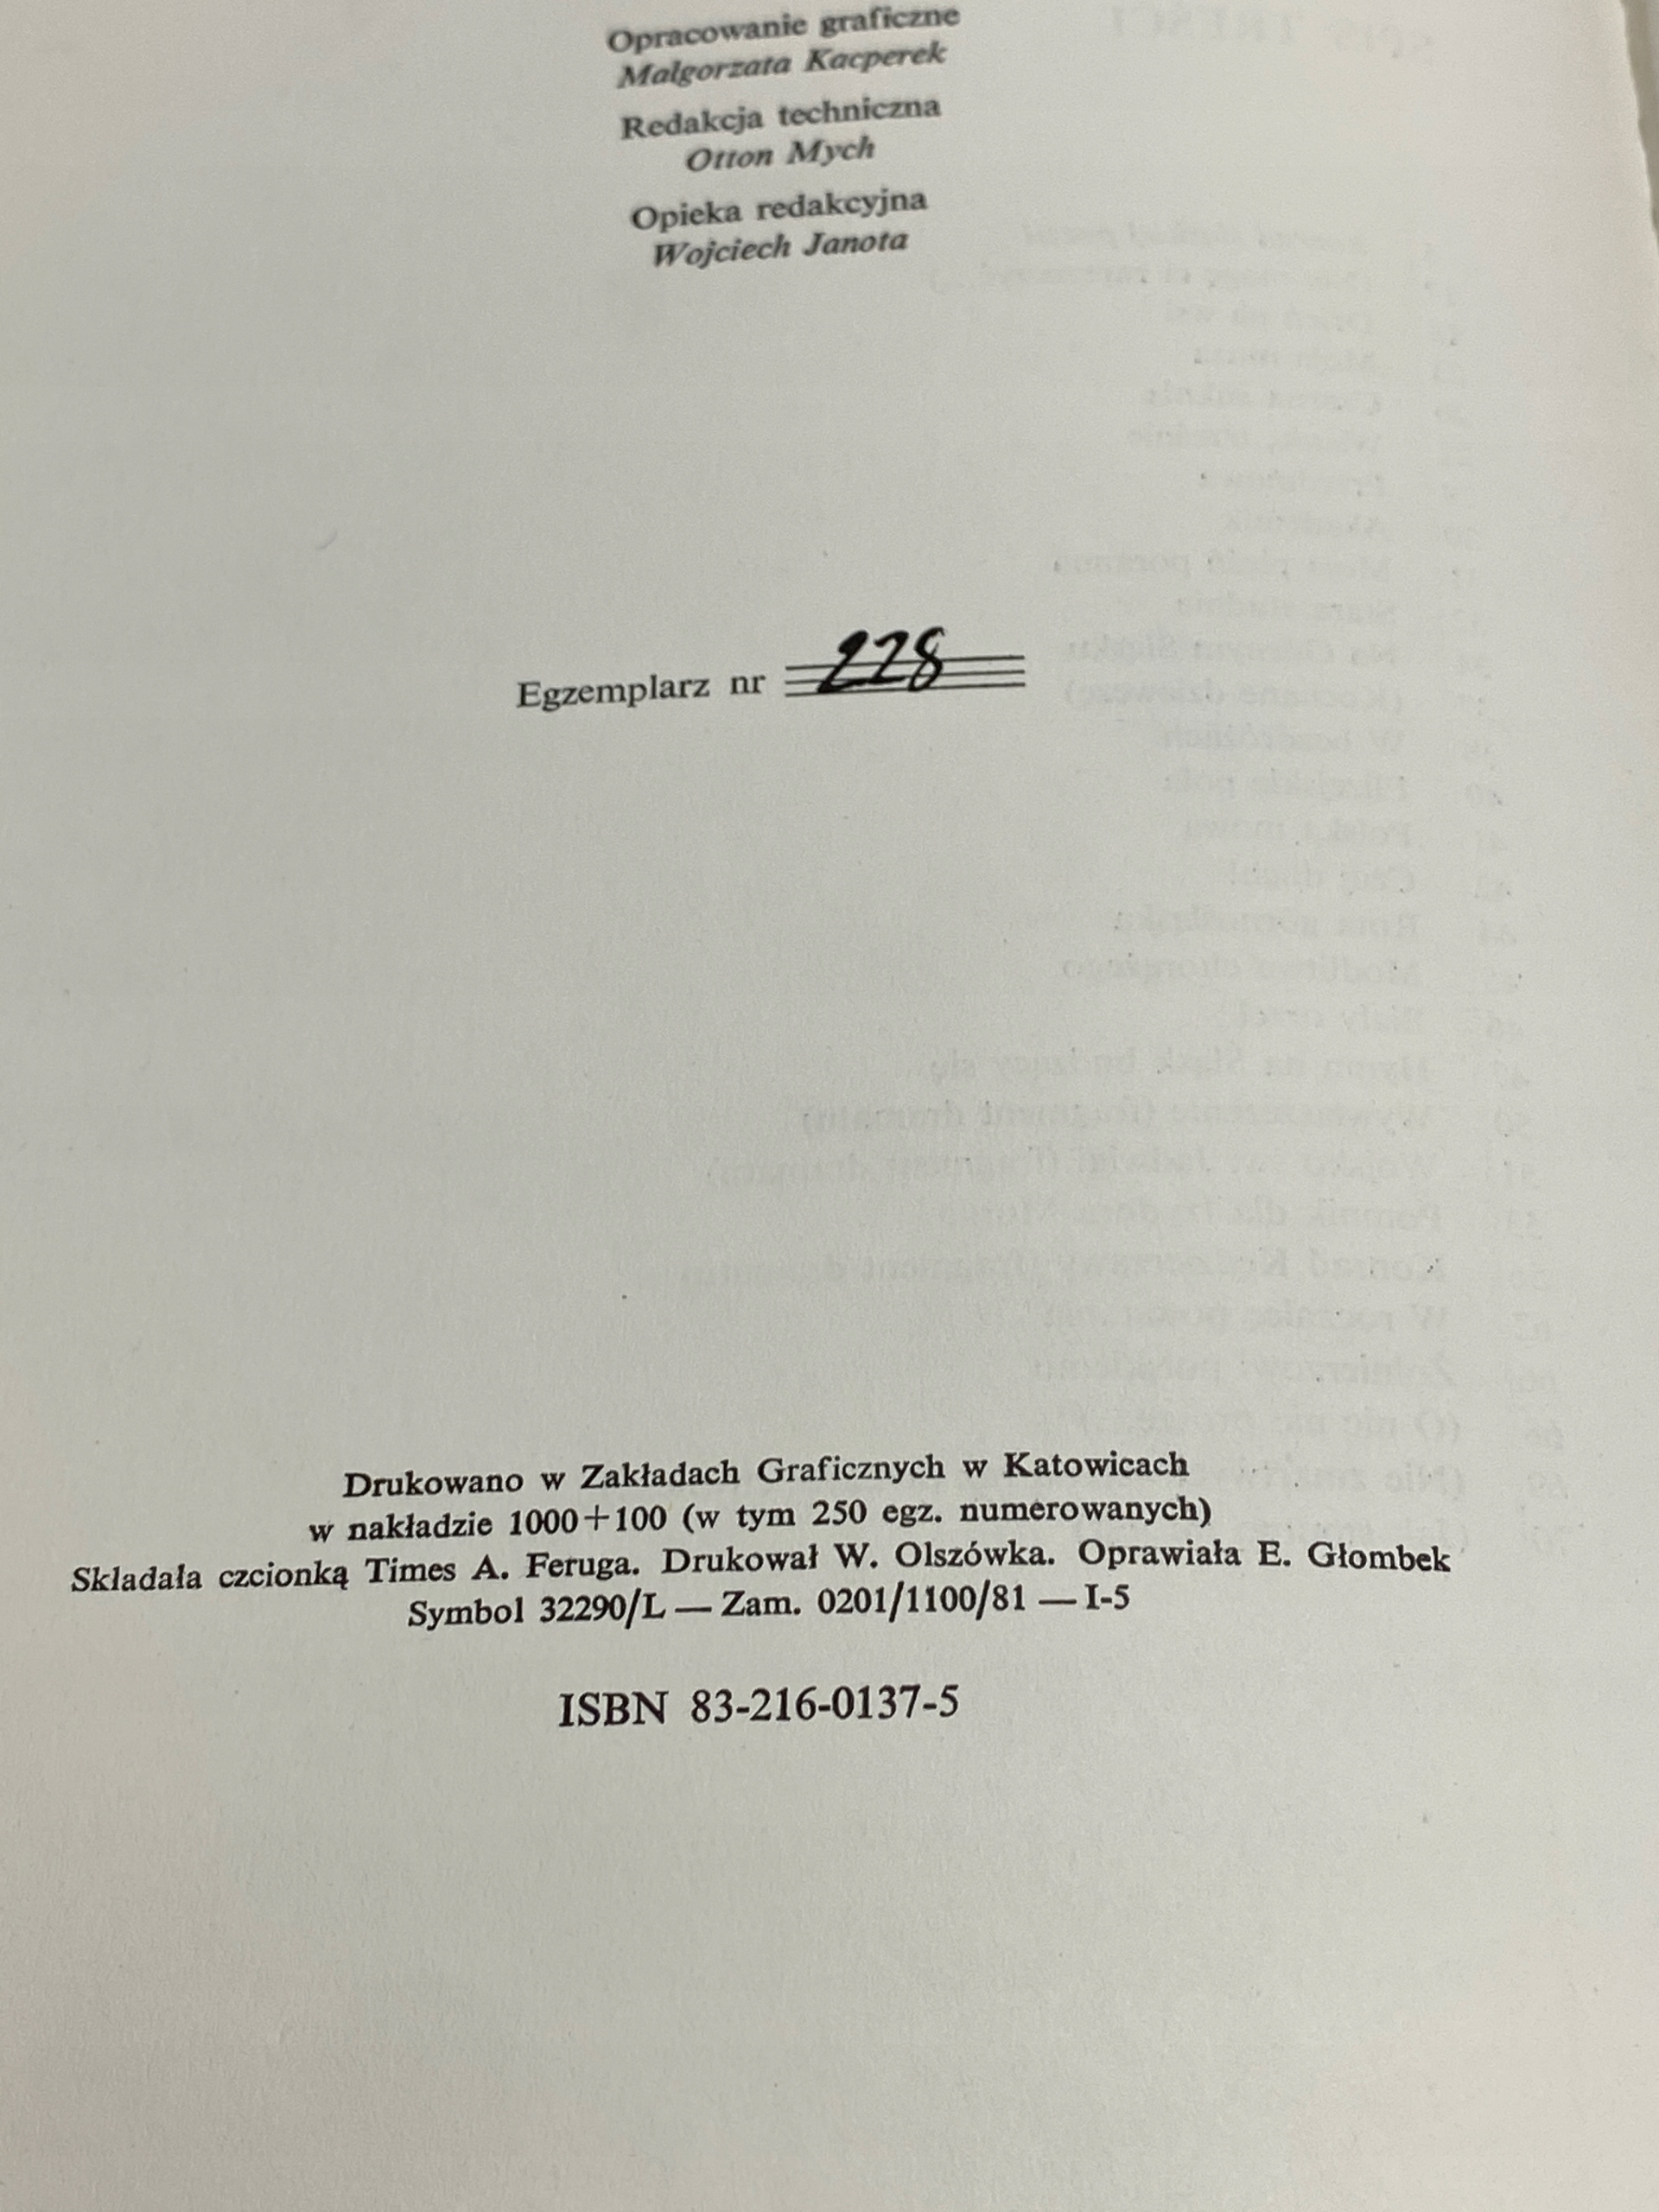 Opracowanie graficzne
Małgorzata Kacperek
Redakcja techniczna
Otton Mych
Opieka redakcyjna
Wojciech Janota
Egzemplarz nr 228
Drukowano w Zakładach Graficznych w Katowicach
w nakładzie 1000+100 (w tym 250 egz. numerowanych)
Składała czcionką Times A. Feruga. Drukował W. Olszówka. Oprawiała E. Głombek
Symbol 32290/L — Zam. 0201/1100/81 — I-5
ISBN 83-216-0137-5